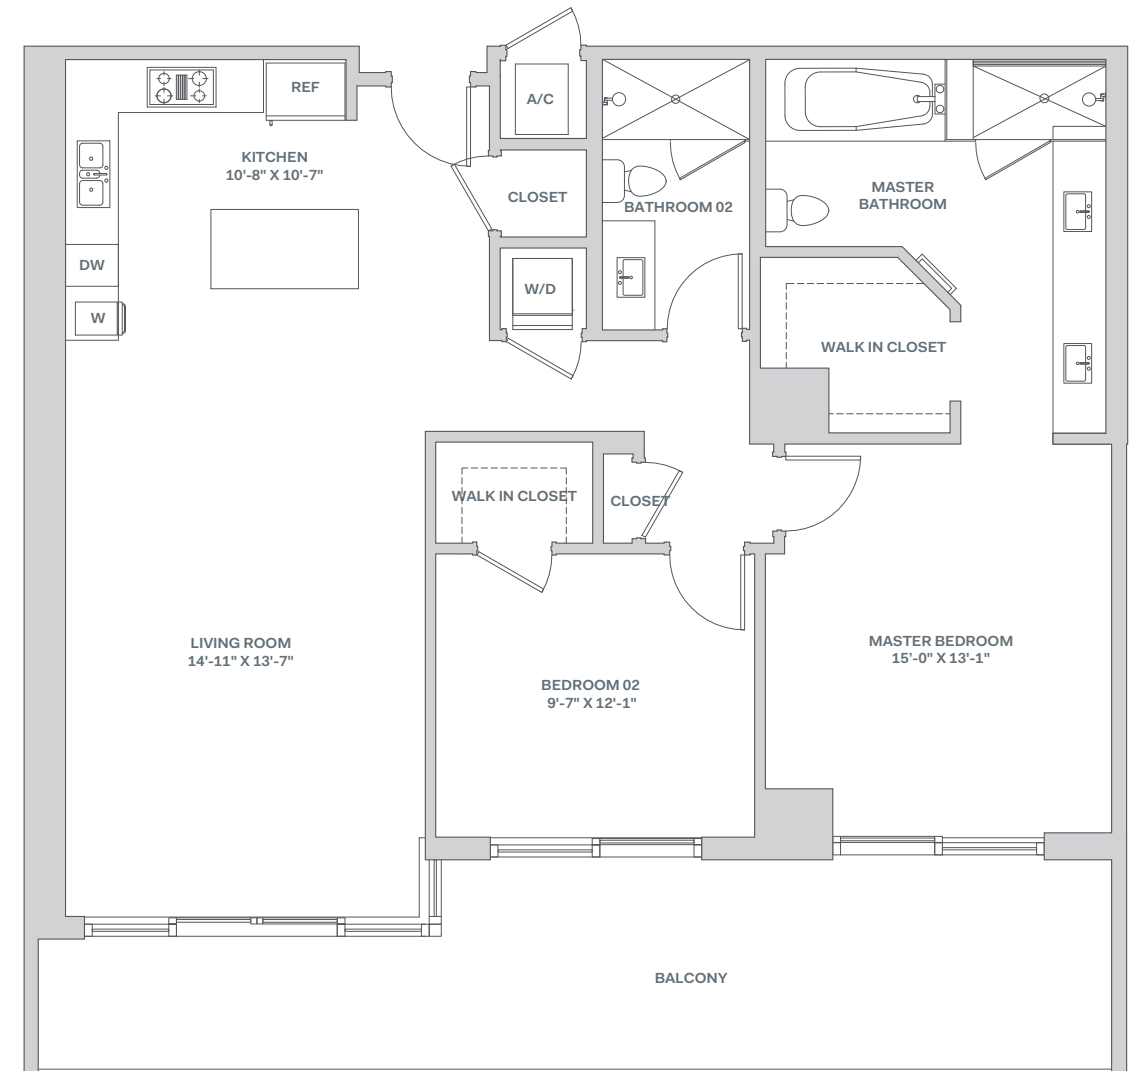 REF
A/C
KITCHEN
10'-8" X 10'-7"
CLOSET
BATHROOM 02
MASTER
BATHROOM
DW
W/D
W
WALK IN CLOSET
WALK IN CLOSET
CLOSET
LIVING ROOM
14'-11" X 13'-7"
MASTER BEDROOM
15'-0" X 13'-1"
BEDROOM 02
9'-7" X 12'-1"
BALCONY